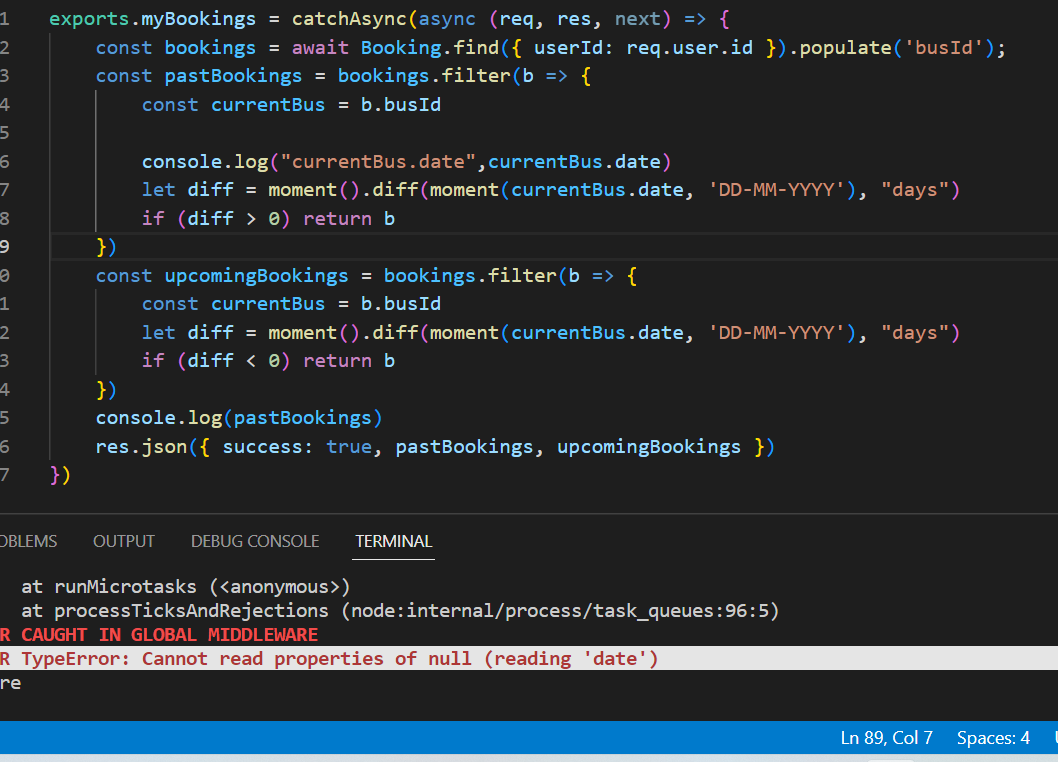 1 exports.myBookings = catchAsync(async (req, res, next) => {
2 const bookings = await Booking.find({ userId: req.user.id }).populate('busId');
3 const pastBookings = bookings.filter(b => {
4 const currentBus = b.busId
5
6 console.log("currentBus.date",currentBus.date)
7 let diff = moment().diff(moment(currentBus.date, 'DD-MM-YYYY'), "days")
8 if (diff > 0) return b
9 })
0 const upcomingBookings = bookings.filter(b => {
1 const currentBus = b.busId
2 let diff = moment().diff(moment(currentBus.date, 'DD-MM-YYYY'), "days")
3 if (diff < 0) return b
4 })
5 console.log(pastBookings)
6 res.json({ success: true, pastBookings, upcomingBookings })
7 })
OBLEMS OUTPUT DEBUG CONSOLE TERMINAL
at runMicrotasks (<anonymous>)
at processTicksAndRejections (node:internal/process/task_queues:96:5)
R CAUGHT IN GLOBAL MIDDLEWARE
R TypeError: Cannot read properties of null (reading 'date')
re
Ln 89, Col 7 Spaces: 4